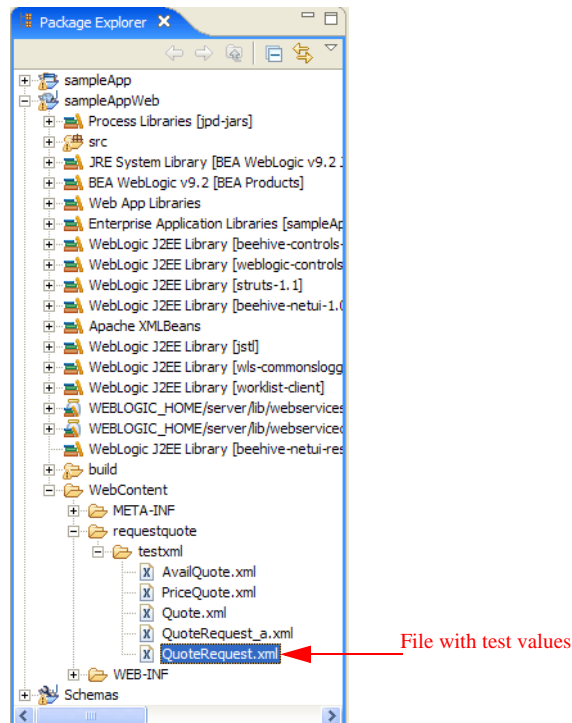 Package Explorer
sampleApp
sampleAppWeb
Process Libraries [jpd-jars]
src
JRE System Library [BEA WebLogic v9.2 J
BEA WebLogic v9.2 [BEA Products]
Web App Libraries
Enterprise Application Libraries [sampleAp
WebLogic J2EE Library [beehive-controls-
WebLogic J2EE Library [weblogic-controls
WebLogic J2EE Library [struts-1.1]
WebLogic J2EE Library [beehive-netui-1.0
Apache XMLBeans
WebLogic J2EE Library [jstl]
WebLogic J2EE Library [wls-commonslogg
WebLogic J2EE Library [worklist-client]
WEBLOGIC_HOME/server/lib/webservices
WEBLOGIC_HOME/server/lib/webservicec
WebLogic J2EE Library [beehive-netui-res
build
WebContent
META-INF
requestquote
testxml
AvailQuote.xml
PriceQuote.xml
Quote.xml
QuoteRequest_a.xml
QuoteRequest.xml
File with test values
WEB-INF
Schemas